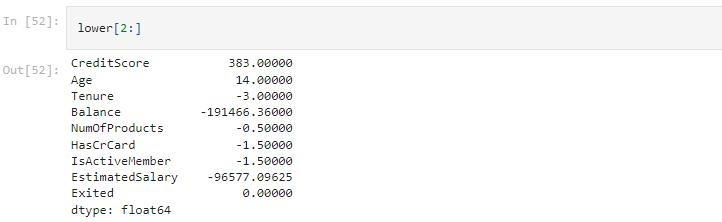 In [52]: lower[2:]
Out[52]: CreditScore 383.00000
Age 14.00000
Tenure -3.00000
Balance -191466.36000
NumOfProducts -0.50000
HasCrCard -1.50000
IsActiveMember -1.50000
EstimatedSalary -96577.09625
Exited 0.00000
dtype: float64